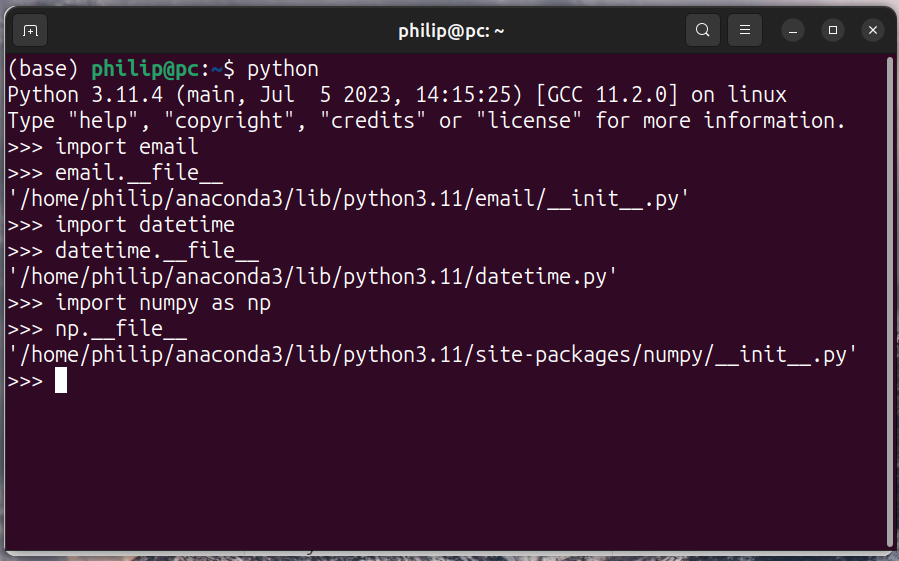 philip@pc: ~
(base) philip@pc:~$ python
Python 3.11.4 (main, Jul  5 2023, 14:15:25) [GCC 11.2.0] on linux
Type "help", "copyright", "credits" or "license" for more information.
>>> import email
>>> email.__file__
'/home/philip/anaconda3/lib/python3.11/email/__init__.py'
>>> import datetime
>>> datetime.__file__
'/home/philip/anaconda3/lib/python3.11/datetime.py'
>>> import numpy as np
>>> np.__file__
'/home/philip/anaconda3/lib/python3.11/site-packages/numpy/__init__.py'
>>>